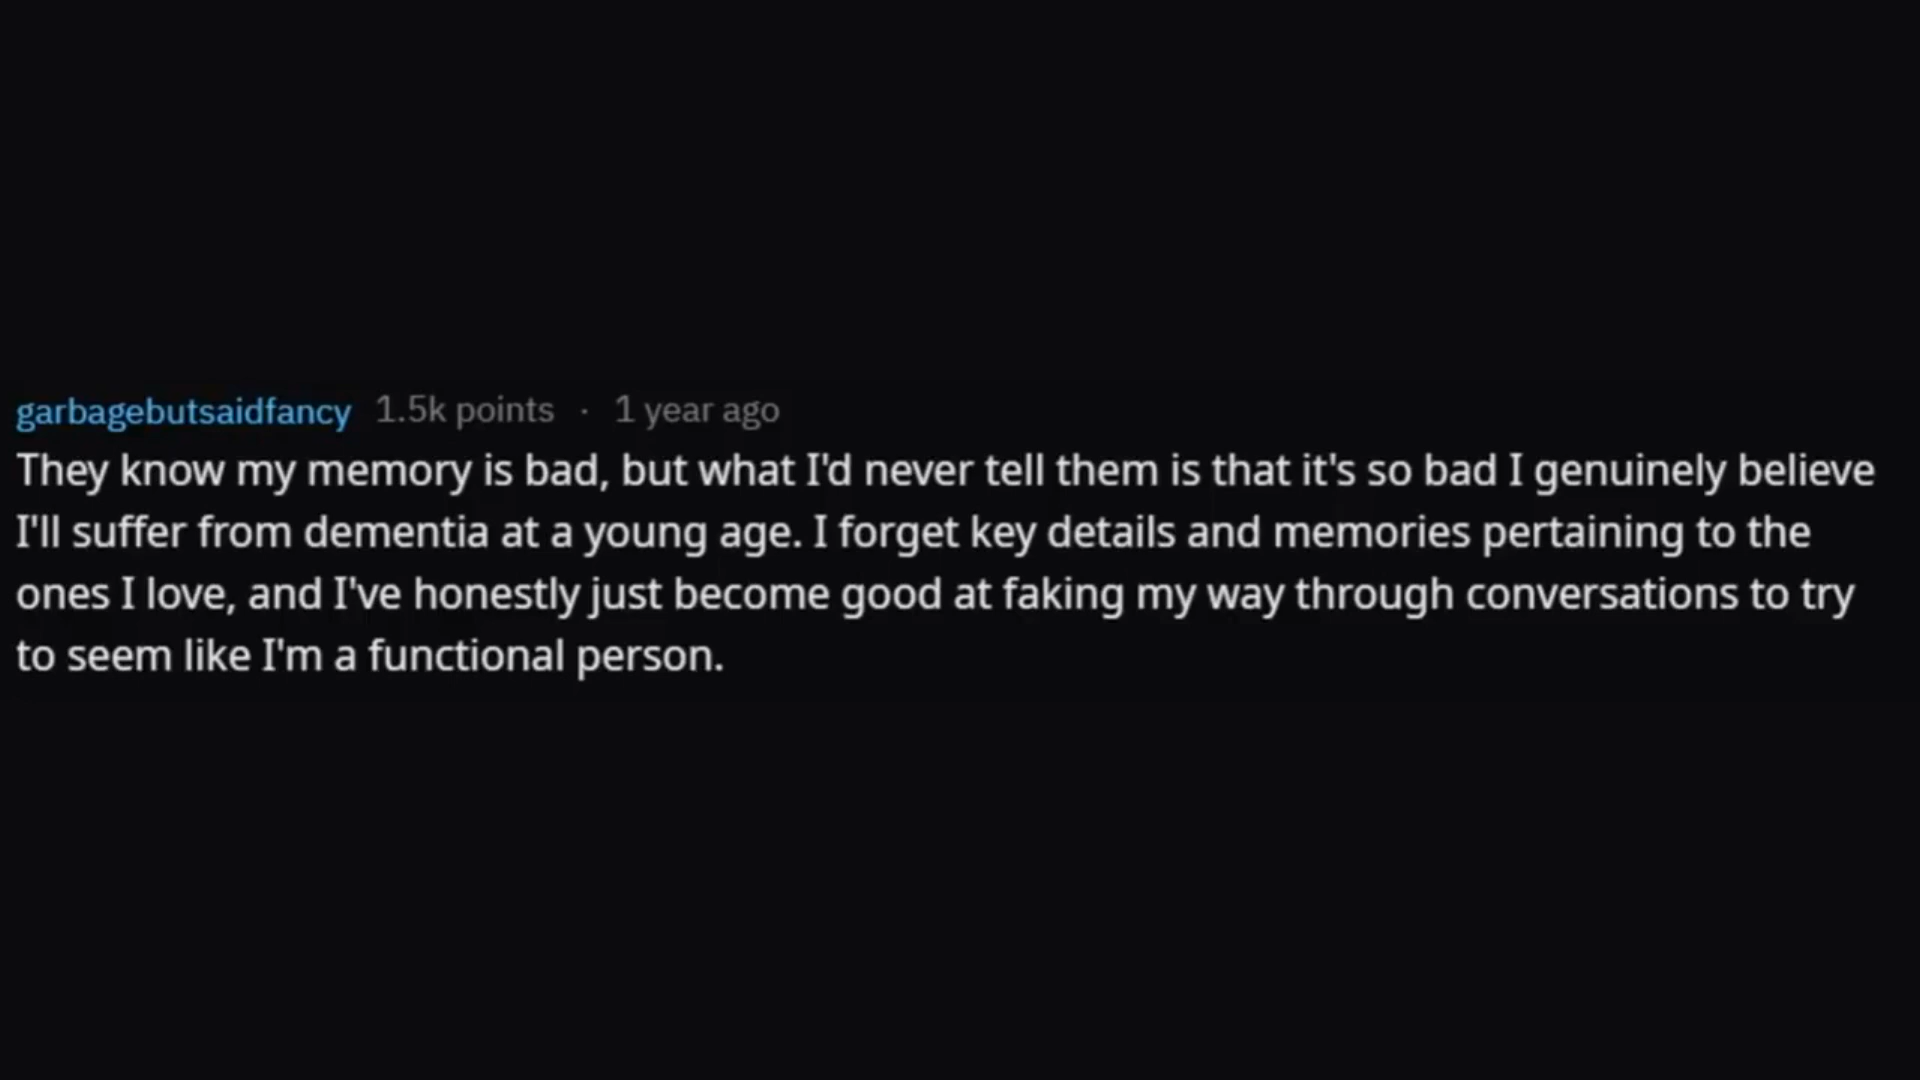 garbagebutsaidfancy 1.5k points · 1 year ago
They know my memory is bad, but what I'd never tell them is that it's so bad I genuinely believe
I'll suffer from dementia at a young age. I forget key details and memories pertaining to the
ones I love, and I've honestly just become good at faking my way through conversations to try
to seem like I'm a functional person.